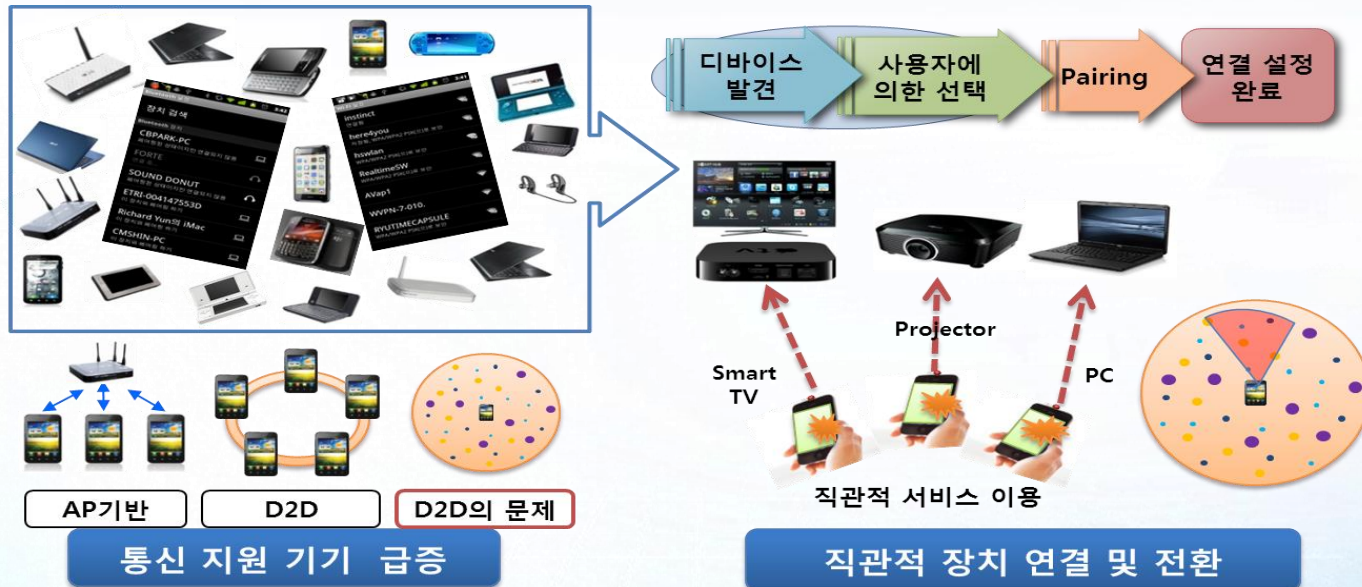 장치 검색
CBPARK-PC
FORTE
SOUND DONUT
ETRI-004147553D
Richard Yun의 iMac
CMSHIN-PC
instinct
here4you
hswlan
RealtimeSW
AVap1
VVPN-7-010.
RYUTIMECAPSULE
디바이스
발견
사용자에
의한 선택
Pairing
연결 설정
완료
Smart
TV
Projector
PC
직관적 서비스 이용
AP기반
D2D
D2D의 문제
통신 지원 기기 급증
직관적 장치 연결 및 전환